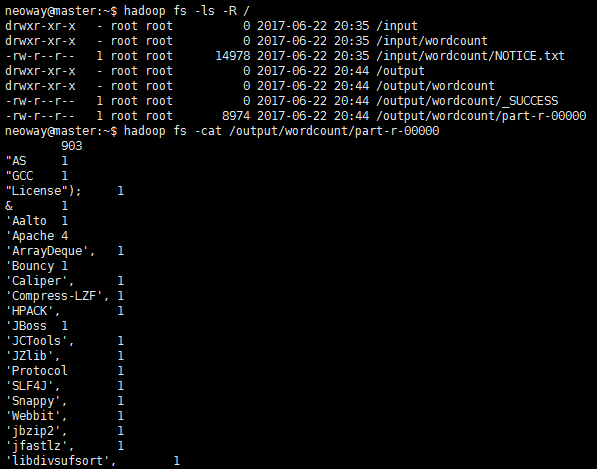 neoway@master:~$ hadoop fs -ls -R /
drwxr-xr-x   - root root          0 2017-06-22 20:35 /input
drwxr-xr-x   - root root          0 2017-06-22 20:35 /input/wordcount
-rw-r--r--   1 root root      14978 2017-06-22 20:35 /input/wordcount/NOTICE.txt
drwxr-xr-x   - root root          0 2017-06-22 20:44 /output
drwxr-xr-x   - root root          0 2017-06-22 20:44 /output/wordcount
-rw-r--r--   1 root root          0 2017-06-22 20:44 /output/wordcount/_SUCCESS
-rw-r--r--   1 root root       8974 2017-06-22 20:44 /output/wordcount/part-r-00000
neoway@master:~$ hadoop fs -cat /output/wordcount/part-r-00000
        903
"AS     1
"GCC    1
"License");     1
&       1
'Aalto  1
'Apache 4
'ArrayDeque',   1
'Bouncy 1
'Caliper',      1
'Compress-LZF', 1
'HPACK',        1
'JBoss  1
'JCTools',      1
'JZlib',        1
'Protocol       1
'SLF4J',        1
'Snappy',       1
'Webbit',       1
'jbzip2',       1
'jfastlz',      1
'libdivsufsort',        1